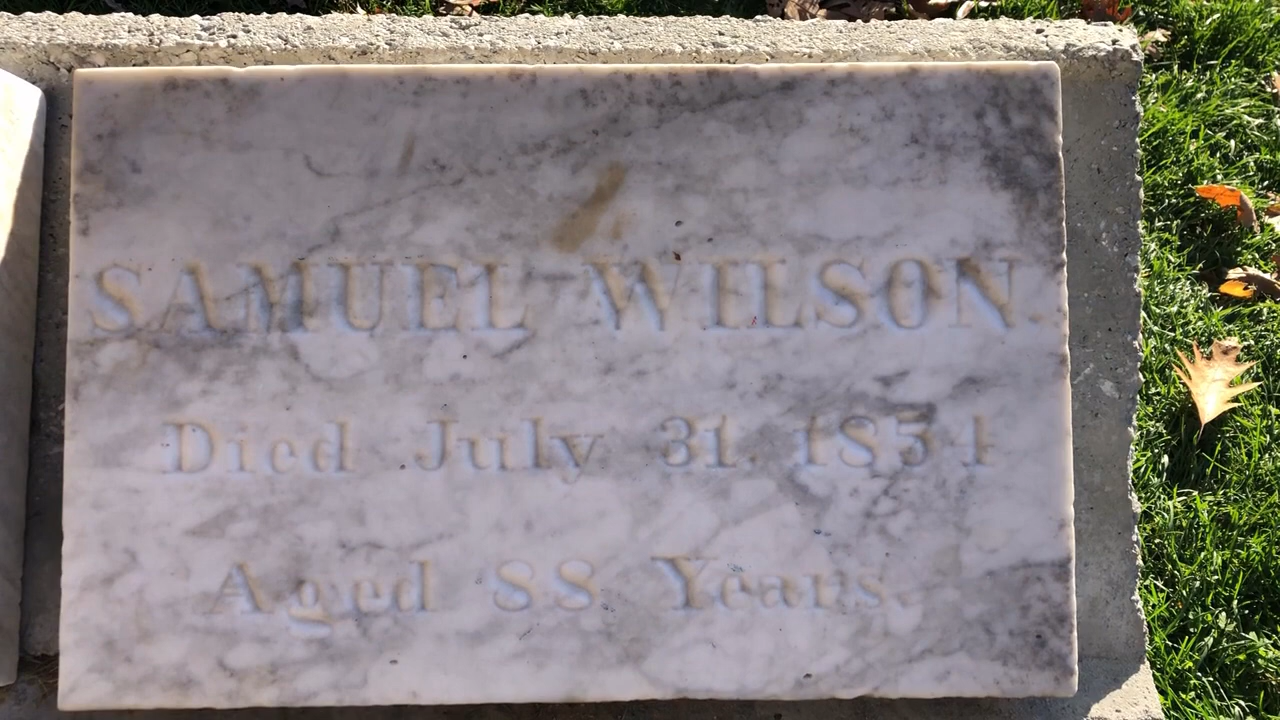 SAMUEL WILSON.
Died July 31. 1854
Aged 88 Years.